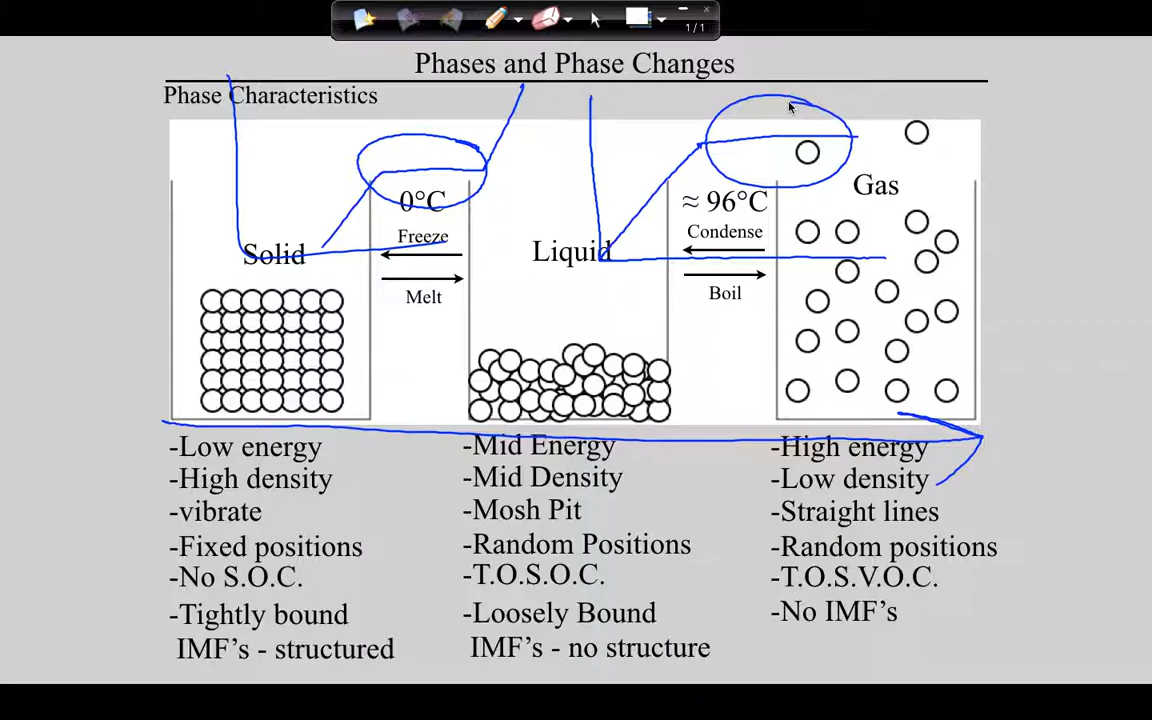 1/1
Phases and Phase Changes
Phase Characteristics
Solid
0°C
Freeze
Melt
Liquid
≈ 96°C
Condense
Boil
Gas
-Low energy
-High density
-vibrate
-Fixed positions
-No S.O.C.
-Tightly bound
IMF’s - structured
-Mid Energy
-Mid Density
-Mosh Pit
-Random Positions
-T.O.S.O.C.
-Loosely Bound
IMF’s - no structure
-High energy
-Low density
-Straight lines
-Random positions
-T.O.S.V.O.C.
-No IMF’s